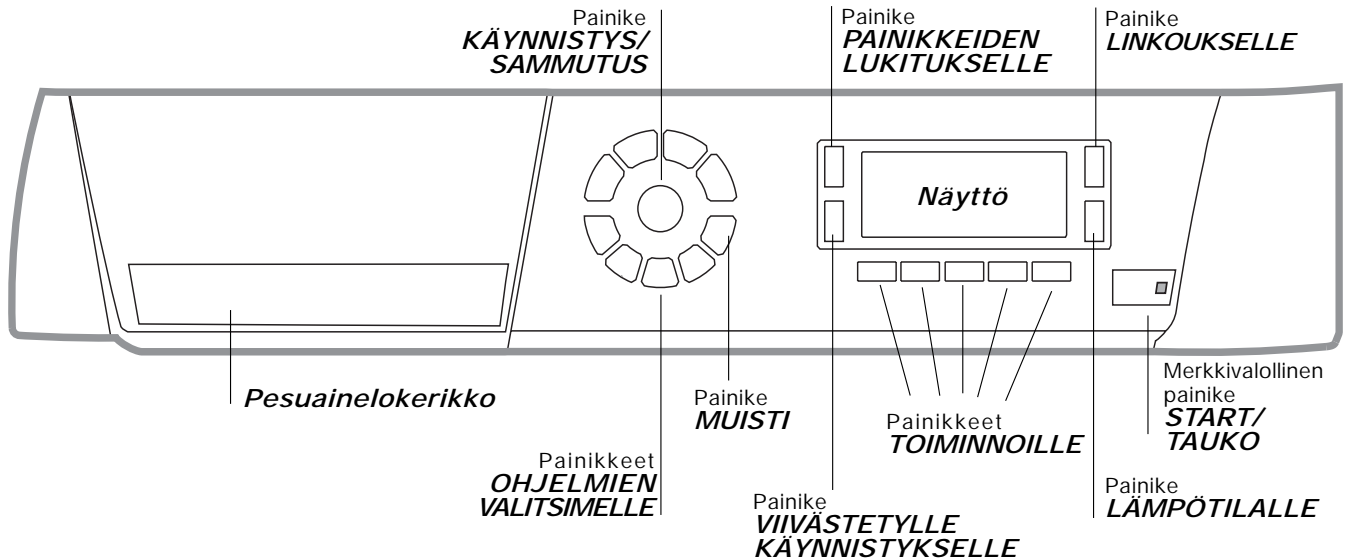 Painike
KÄYNNISTYS/
SAMMUTUS
Painike
PAINIKKEIDEN
LUKITUKSELLE
Painike
LINKOUKSELLE
Näyttö
Pesuainelokerikko
Painike
MUISTI
Painikkeet
TOIMINNOILLE
Merkkivalollinen
painike
START/
TAUKO
Painikkeet
OHJELMIEN
VALITSIMELLE
Painike
VIIVÄSTETYLLE
KÄYNNISTYKSELLE
Painike
LÄMPÖTILALLE